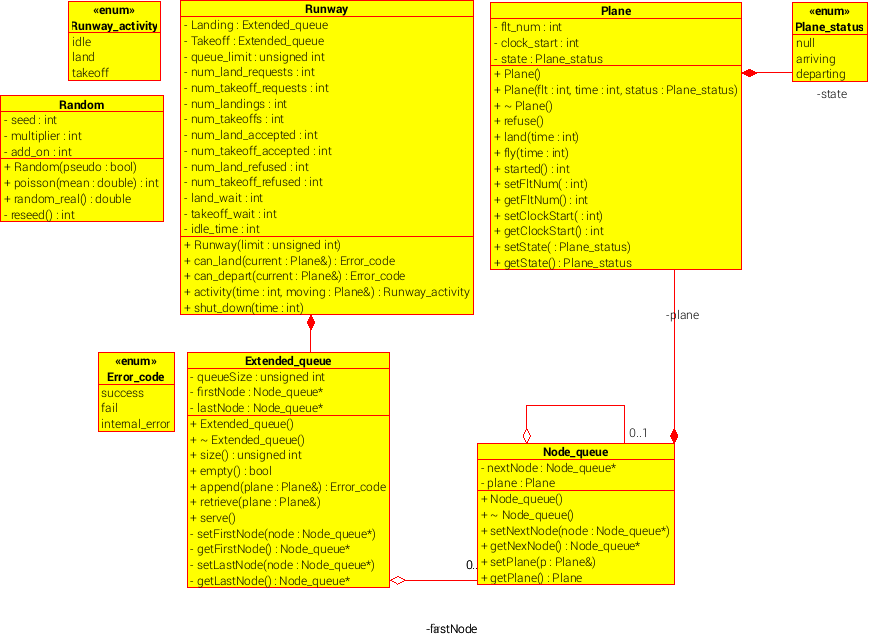 «enum»
Runway_activity
idle
land
takeoff
Random
- seed : int
- multiplier : int
- add_on : int
+ Random(pseudo : bool)
+ poisson(mean : double) : int
+ random_real() : double
- reseed() : int
Runway
- Landing : Extended_queue
- Takeoff : Extended_queue
- queue_limit : unsigned int
- num_land_requests : int
- num_takeoff_requests : int
- num_landings : int
- num_takeoffs : int
- num_land_accepted : int
- num_takeoff_accepted : int
- num_land_refused : int
- num_takeoff_refused : int
- land_wait : int
- takeoff_wait : int
- idle_time : int
+ Runway(limit : unsigned int)
+ can_land(current : Plane&) : Error_code
+ can_depart(current : Plane&) : Error_code
+ activity(time : int, moving : Plane&) : Runway_activity
+ shut_down(time : int)
Plane
- flt_num : int
- clock_start : int
- state : Plane_status
+ Plane()
+ Plane(flt : int, time : int, status : Plane_status)
+ ~ Plane()
+ refuse()
+ land(time : int)
+ fly(time : int)
+ started() : int
+ setFltNum( : int)
+ getFltNum() : int
+ setClockStart( : int)
+ getClockStart() : int
+ setState( : Plane_status)
+ getState() : Plane_status
«enum»
Plane_status
null
arriving
departing
-state
-plane
«enum»
Error_code
success
fail
internal_error
Extended_queue
- queueSize : unsigned int
- firstNode : Node_queue*
- lastNode : Node_queue*
+ Extended_queue()
+ ~ Extended_queue()
+ size() : unsigned int
+ empty() : bool
+ append(plane : Plane&) : Error_code
+ retrieve(plane : Plane&)
+ serve()
- setFirstNode(node : Node_queue*)
- getFirstNode() : Node_queue*
- setLastNode(node : Node_queue*)
- getLastNode() : Node_queue*
0..1
Node_queue
- nextNode : Node_queue*
- plane : Plane
+ Node_queue()
+ ~ Node_queue()
+ setNextNode(node : Node_queue*)
+ getNexNode() : Node_queue*
+ setPlane(p : Plane&)
+ getPlane() : Plane
0..
-firstNode